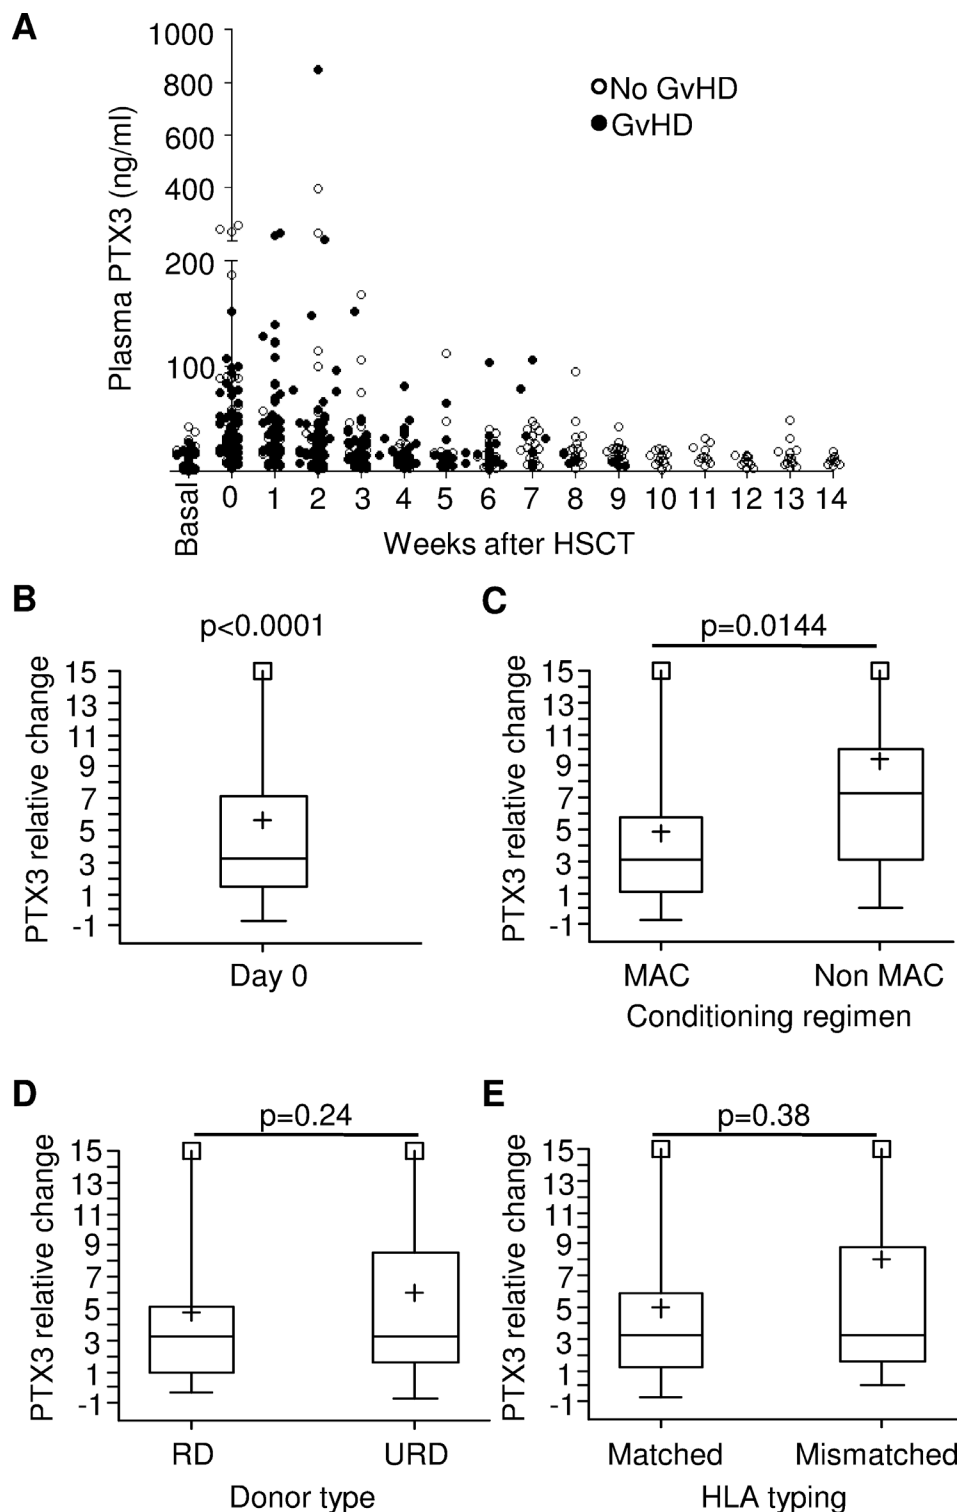 A
1000
800
600
400
200
100
Plasma PTX3 (ng/ml)
No GvHD
GvHD
Basal 0 1 2 3 4 5 6 7 8 9 10 11 12 13 14
Weeks after HSCT
B
p<0.0001
PTX3 relative change
15
13
11
9
7
5
3
1
-1
Day 0
C
p=0.0144
PTX3 relative change
15
13
11
9
7
5
3
1
-1
MAC Non MAC
Conditioning regimen
D
p=0.24
PTX3 relative change
15
13
11
9
7
5
3
1
-1
RD URD
Donor type
E
p=0.38
PTX3 relative change
15
13
11
9
7
5
3
1
-1
Matched Mismatched
HLA typing